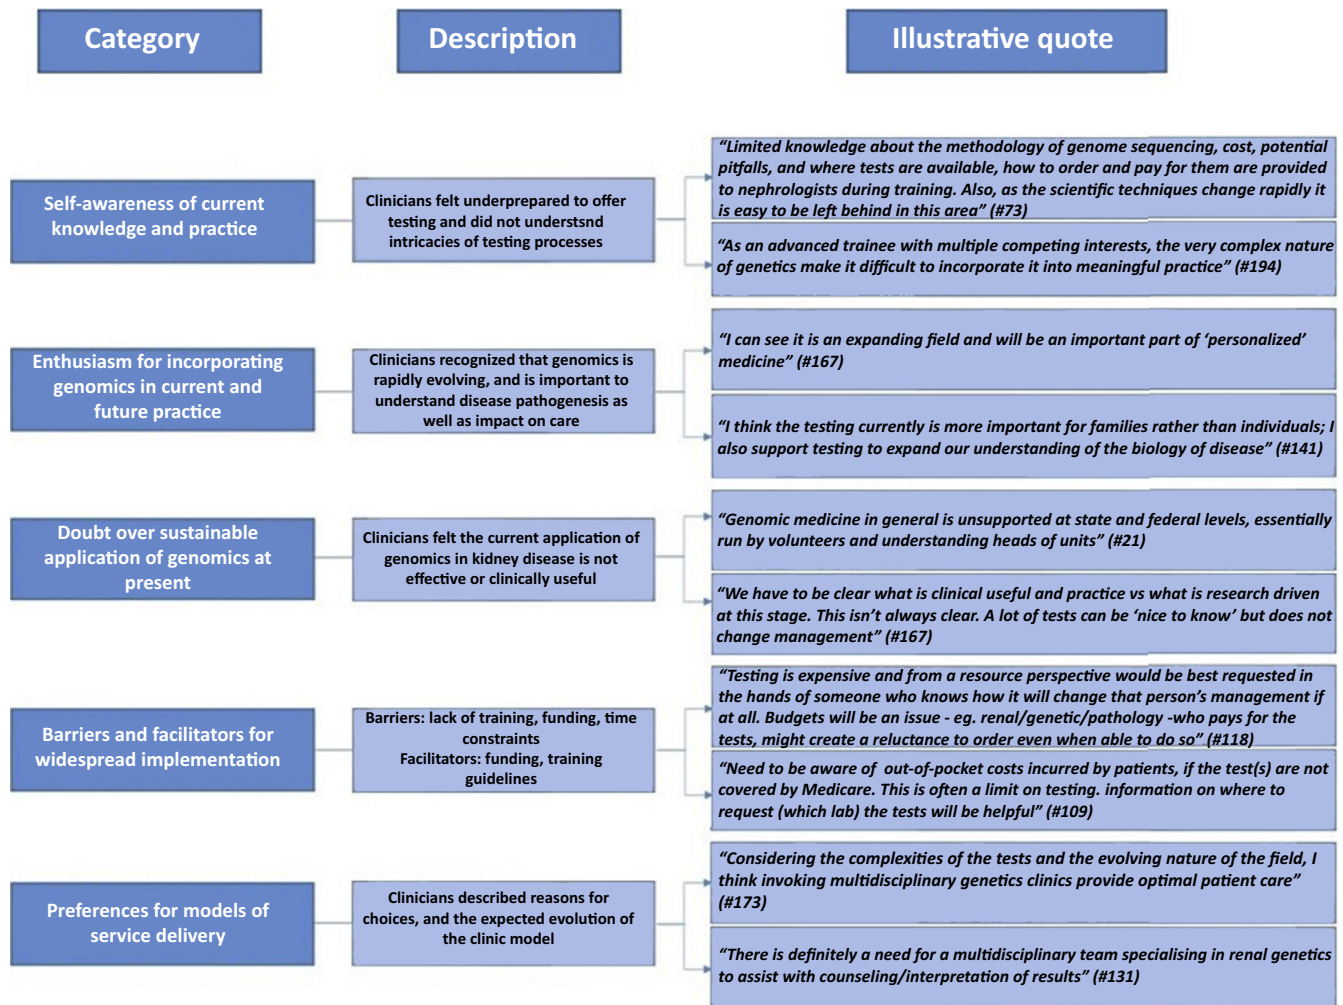 Category
Description
Illustrative quote
Self-awareness of current
knowledge and practice
Clinicians felt underprepared to offer
testing and did not understsnd
intricacies of testing processes
“Limited knowledge about the methodology of genome sequencing, cost, potential
pitfalls, and where tests are available, how to order and pay for them are provided
to nephrologists during training. Also, as the scientific techniques change rapidly it
is easy to be left behind in this area” (#73)
“As an advanced trainee with multiple competing interests, the very complex nature
of genetics make it difficult to incorporate it into meaningful practice” (#194)
Enthusiasm for incorporating
genomics in current and
future practice
Clinicians recognized that genomics is
rapidly evolving, and is important to
understand disease pathogenesis as
well as impact on care
“I can see it is an expanding field and will be an important part of ‘personalized’
medicine” (#167)
“I think the testing currently is more important for families rather than individuals; I
also support testing to expand our understanding of the biology of disease” (#141)
Doubt over sustainable
application of genomics at
present
Clinicians felt the current application of
genomics in kidney disease is not
effective or clinically useful
“Genomic medicine in general is unsupported at state and federal levels, essentially
run by volunteers and understanding heads of units” (#21)
“We have to be clear what is clinical useful and practice vs what is research driven
at this stage. This isn’t always clear. A lot of tests can be ‘nice to know’ but does not
change management” (#167)
Barriers and facilitators for
widespread implementation
Barriers: lack of training, funding, time
constraints
Facilitators: funding, training
guidelines
“Testing is expensive and from a resource perspective would be best requested in
the hands of someone who knows how it will change that person’s management if
at all. Budgets will be an issue - eg. renal/genetic/pathology -who pays for the
tests, might create a reluctance to order even when able to do so” (#118)
“Need to be aware of out-of-pocket costs incurred by patients, if the test(s) are not
covered by Medicare. This is often a limit on testing. information on where to
request (which lab) the tests will be helpful” (#109)
Preferences for models of
service delivery
Clinicians described reasons for
choices, and the expected evolution of
the clinic model
“Considering the complexities of the tests and the evolving nature of the field, I
think invoking multidisciplinary genetics clinics provide optimal patient care”
(#173)
“There is definitely a need for a multidisciplinary team specialising in renal genetics
to assist with counseling/interpretation of results” (#131)